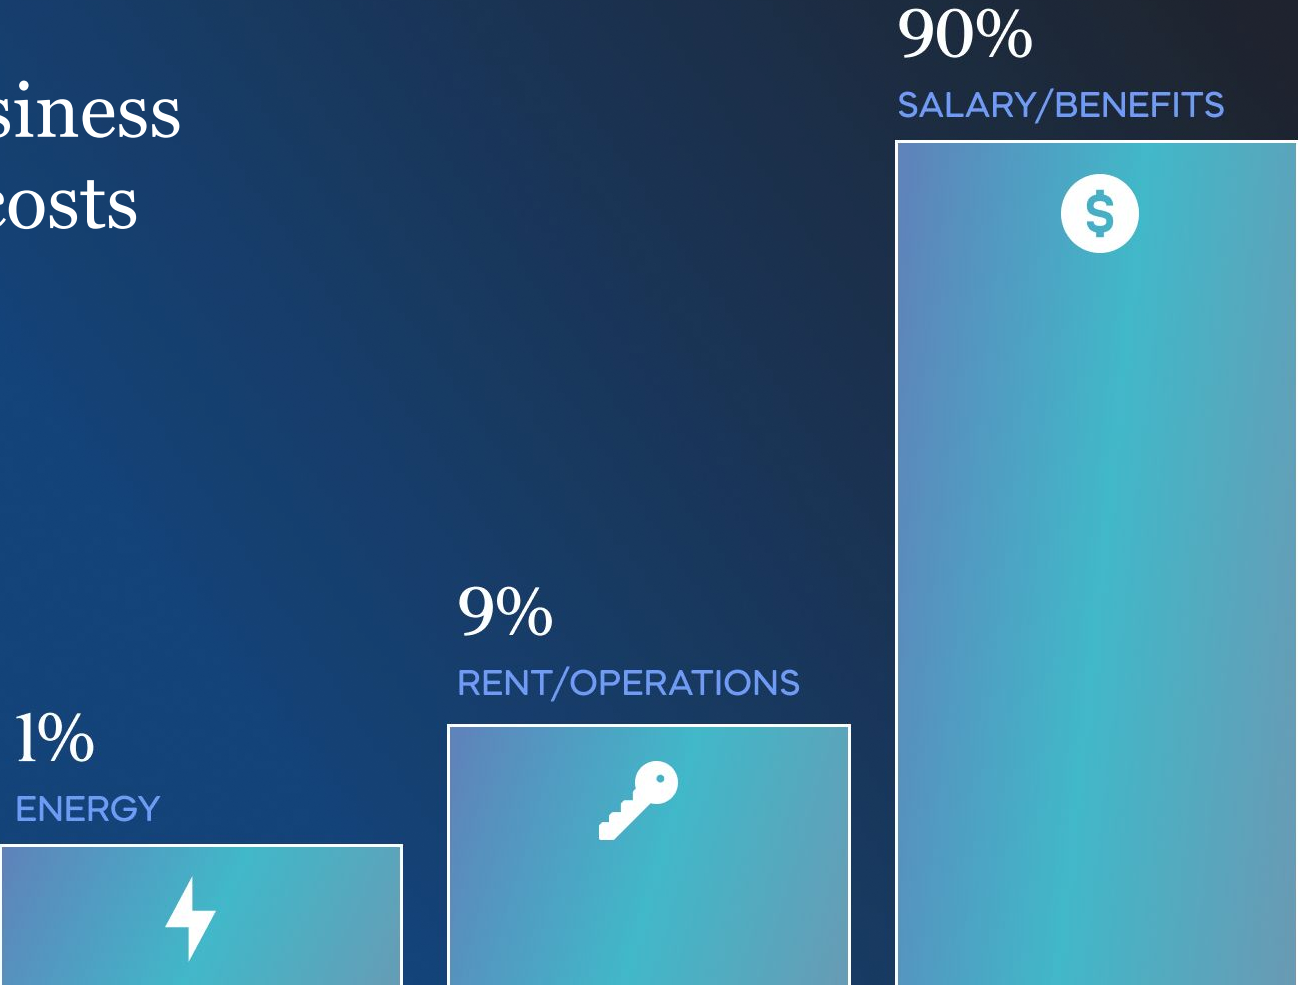 siness
costs
90%
SALARY/BENEFITS
$
9%
RENT/OPERATIONS
1%
ENERGY